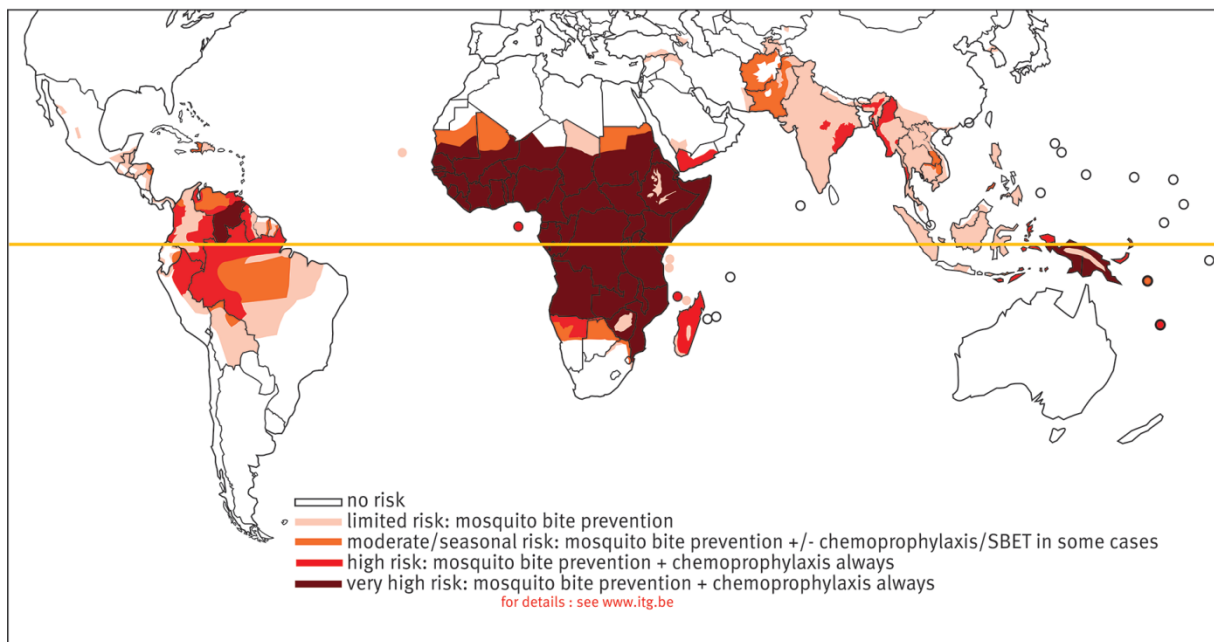 no risk
limited risk: mosquito bite prevention
moderate/seasonal risk: mosquito bite prevention +/- chemoprophylaxis/SBET in some cases
high risk: mosquito bite prevention + chemoprophylaxis always
very high risk: mosquito bite prevention + chemoprophylaxis always
for details : see www.itg.be